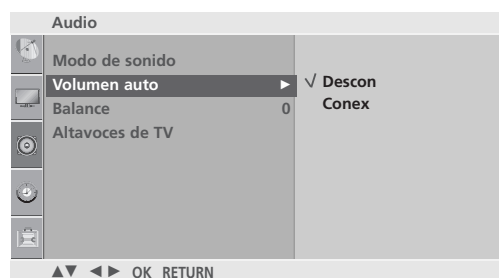 Audio
Modo de sonido
Volumen auto ► √ Descon
Balance 0 Conex
Altavoces de TV
▲▼ ◄► OK RETURN